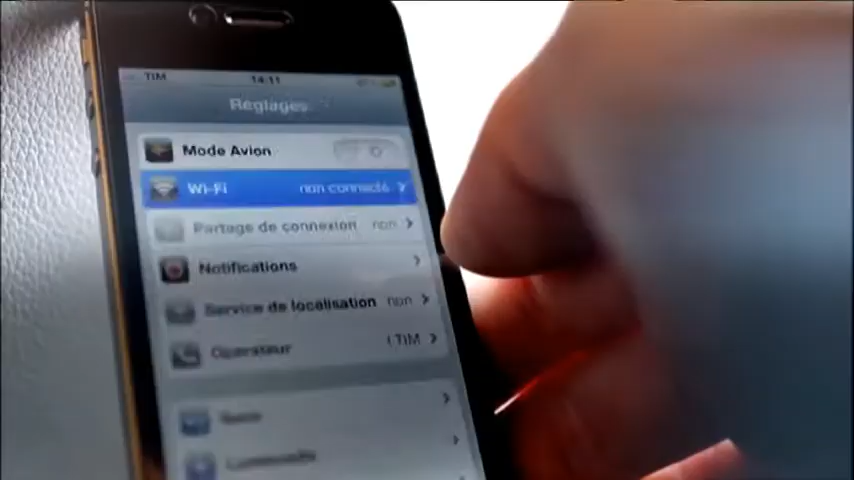 TIM 14:11
Réglages
Mode Avion
Wi-Fi non connecté
Partage de connexion non
Notifications
Service de localisation non
Opérateur I TIM
Luminosité